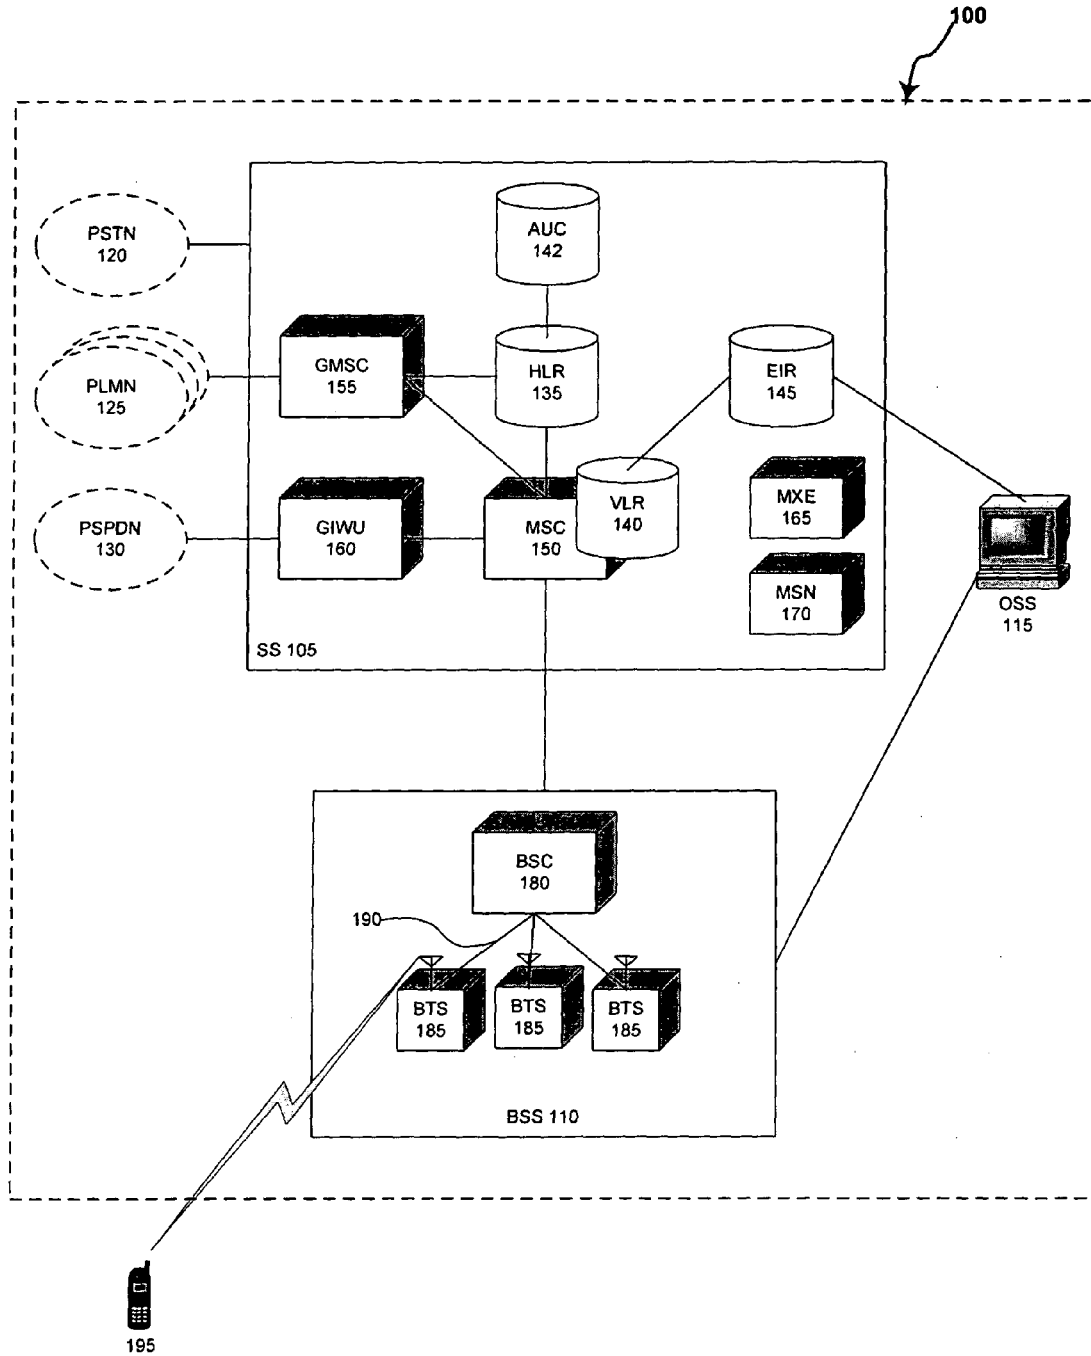 100
PSTN
120
AUC
142
PLMN
125
GMSC
155
HLR
135
EIR
145
PSPDN
130
GIWU
160
MSC
150
VLR
140
MXE
165
MSN
170
OSS
115
SS 105
BSC
180
190
BTS
185
BTS
185
BTS
185
BSS 110
195